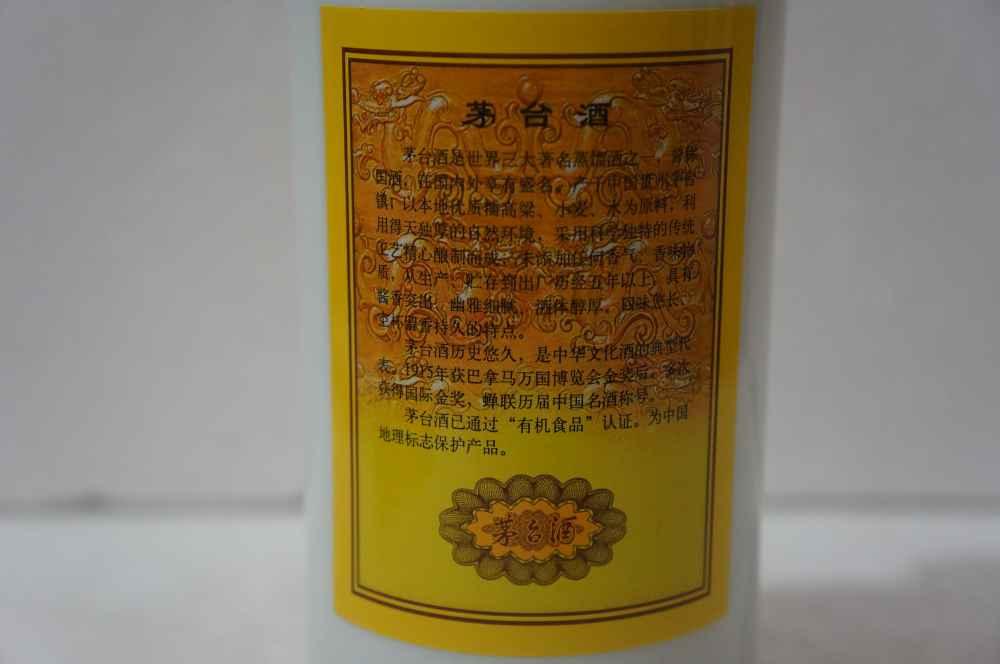 茅台酒
茅台酒是世界三大著名蒸馏酒之一，曾称
国酒，在国内外享有盛名。产于中国贵州茅台
镇，以本地优质糯高粱、小麦、水为原料，利
用得天独厚的自然环境，采用科学独特的传统
工艺精心酿制而成，未添加任何香气、香味物
质，从生产、贮存到出厂历经五年以上，具有
酱香突出、幽雅细腻、酒体醇厚、回味悠长、
空杯留香持久的特点。
茅台酒历史悠久，是中华文化酒的典型代
表。1915年获巴拿马万国博览会金奖后，多次
获得国际金奖，蝉联历届中国名酒称号。
茅台酒已通过“有机食品”认证。为中国
地理标志保护产品。
茅台酒